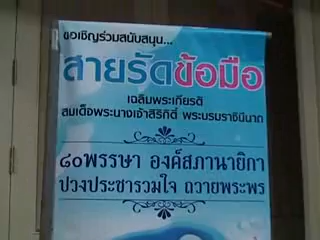 ขอเชิญร่วมสนับสนุน...
สายรัดข้อมือ
เฉลิมพระเกียรติ
สมเด็จพระนางเจ้าสิริกิติ์ พระบรมราชินีนาถ
๘๐พรรษา องค์สภานายิกา
ปวงประชารวมใจ ถวายพระพร